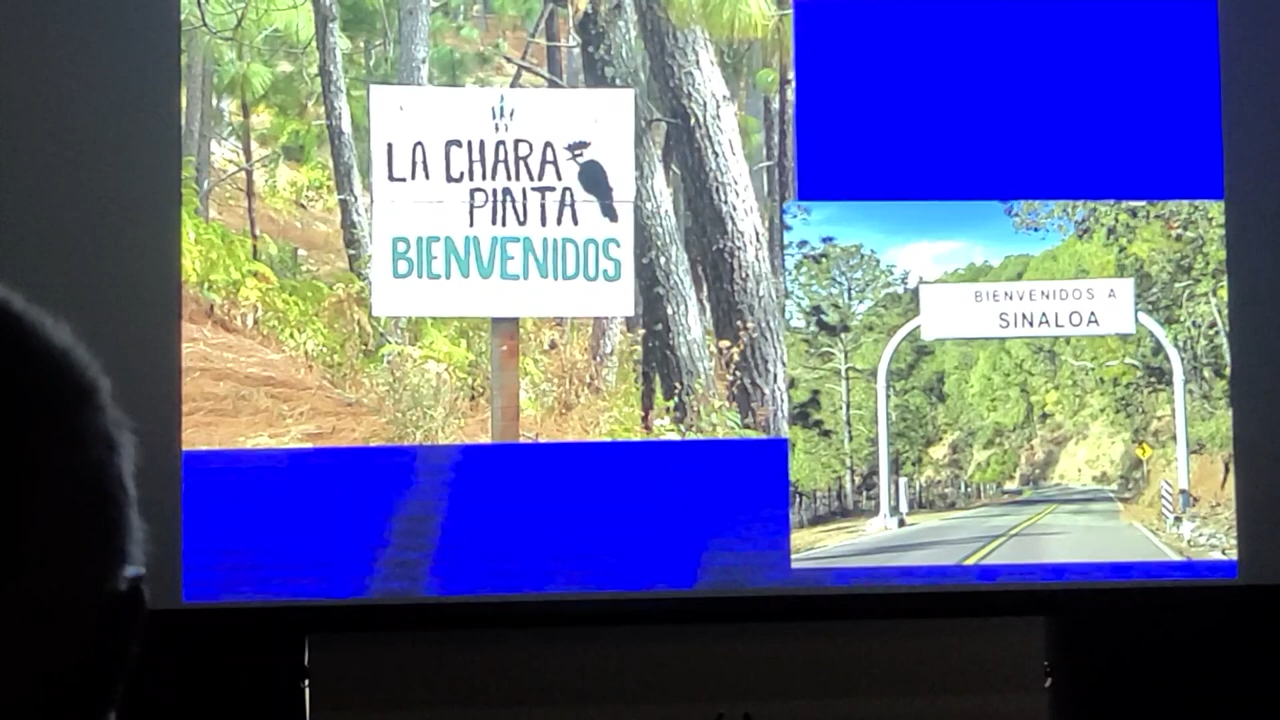 LA CHARA
PINTA
BIENVENIDOS
BIENVENIDOS A
SINALOA